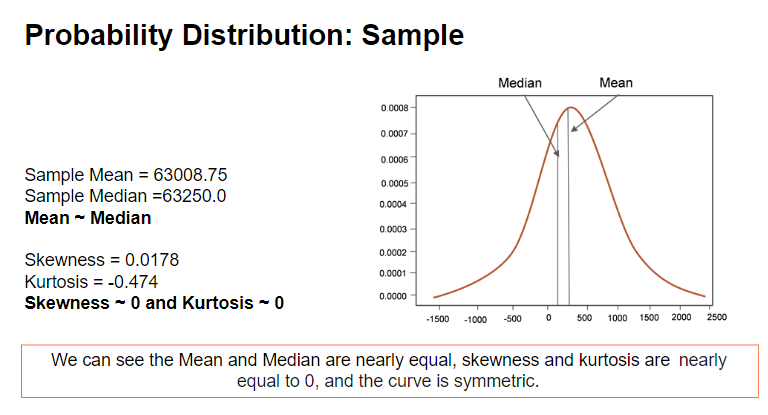 Probability Distribution: Sample
Median
Mean
Sample Mean = 63008.75
Sample Median =63250.0
Mean ~ Median
Skewness = 0.0178
Kurtosis = -0.474
Skewness ~ 0 and Kurtosis ~ 0
0.0008
0.0007
0.0006
0.0005
0.0004
0.0003
0.0002
0.0001
0.0000
-1500 -1000 -500 0 500 1000 1500 2000 2500
We can see the Mean and Median are nearly equal, skewness and kurtosis are nearly
equal to 0, and the curve is symmetric.